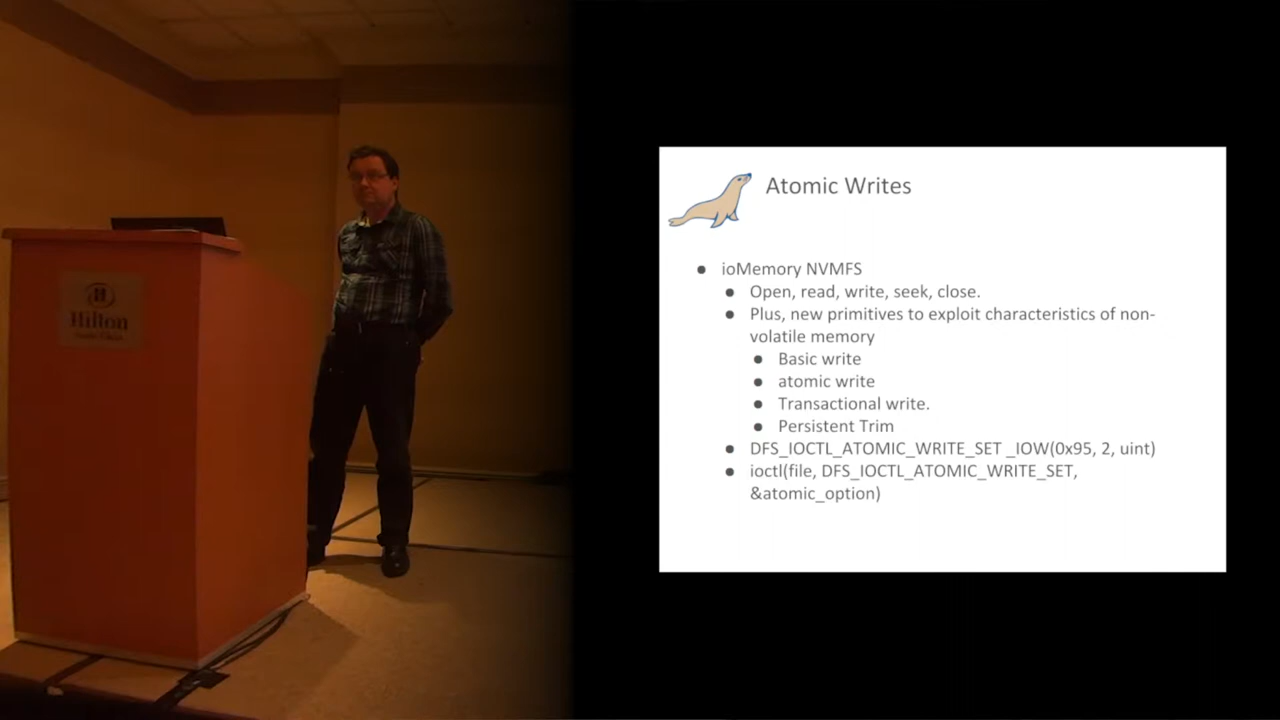 Hilton
Atomic Writes
ioMemory NVMFS
Open, read, write, seek, close.
Plus, new primitives to exploit characteristics of non-
volatile memory
Basic write
atomic write
Transactional write.
Persistent Trim
DFS_IOCTL_ATOMIC_WRITE_SET _IOW(0x95, 2, uint)
ioctl(file, DFS_IOCTL_ATOMIC_WRITE_SET,
&atomic_option)